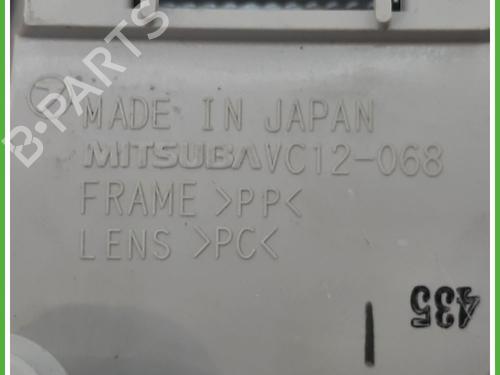 MADE IN JAPAN
MITSUBA VC12-068
FRAME >PP<
LENS >PC<
435
B-Parts